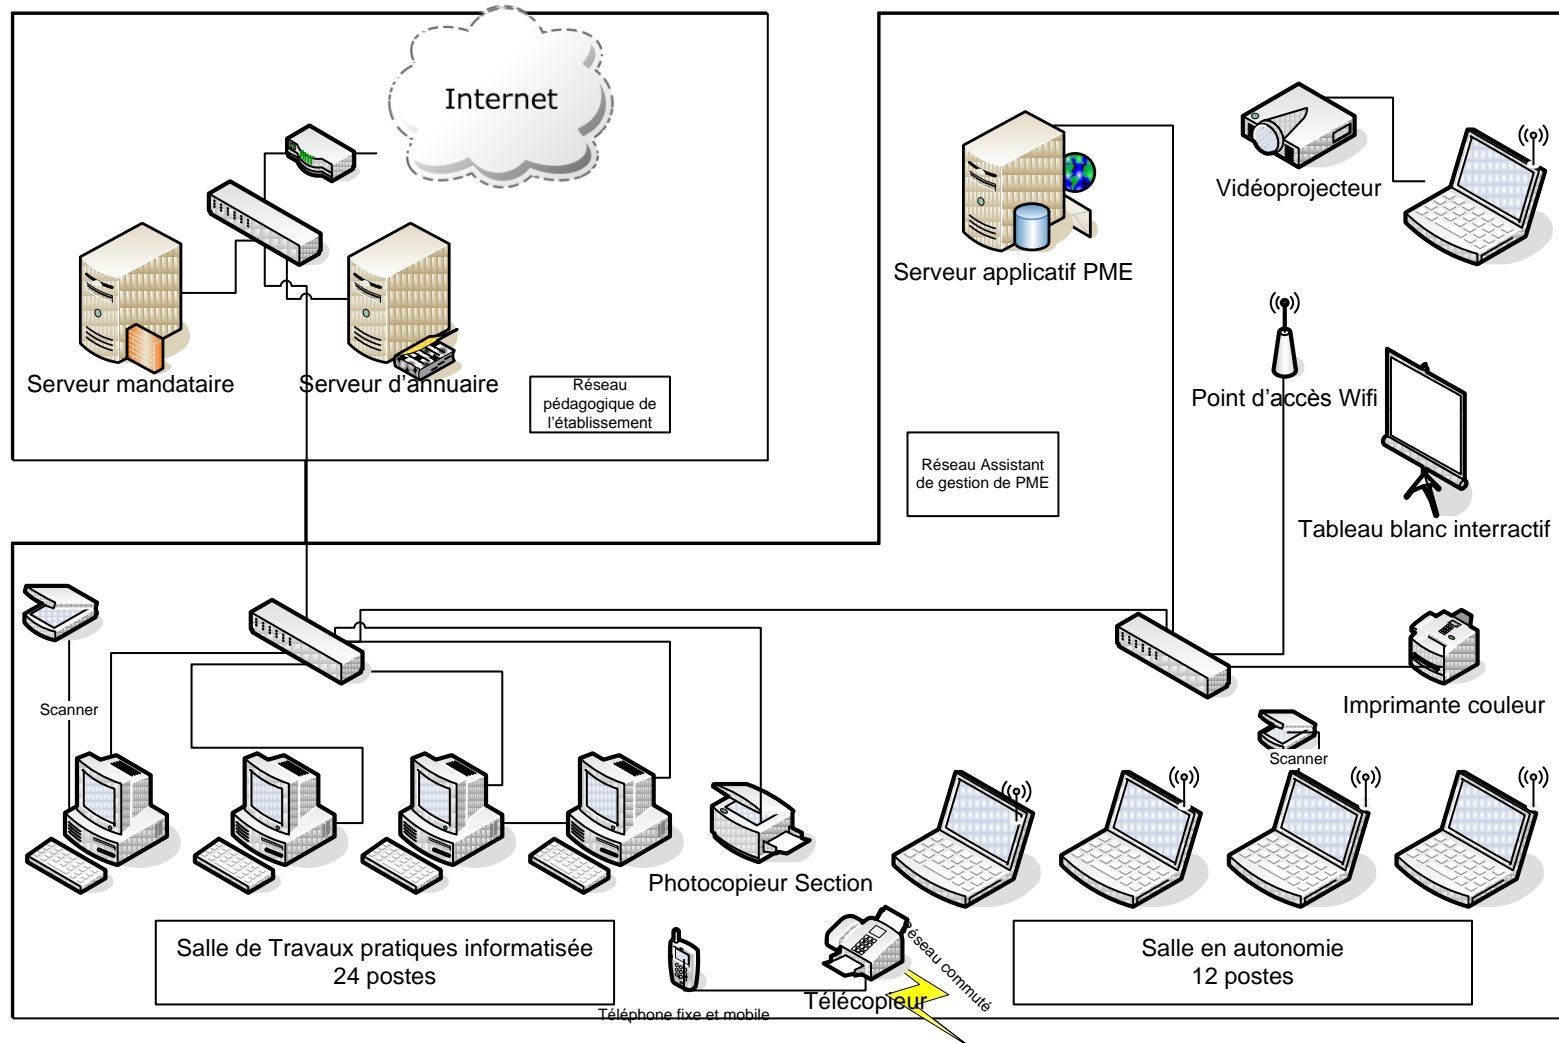 Internet
Serveur mandataire
Serveur d'annuaire
Réseau
pédagogique de
l'établissement
Serveur applicatif PME
Vidéoprojecteur
Point d'accès Wifi
Réseau Assistant
de gestion de PME
Tableau blanc interractif
Scanner
Imprimante couleur
Scanner
Photocopieur Section
Salle de Travaux pratiques informatisée
24 postes
Téléphone fixe et mobile
Télécopieur
Réseau commuté
Salle en autonomie
12 postes